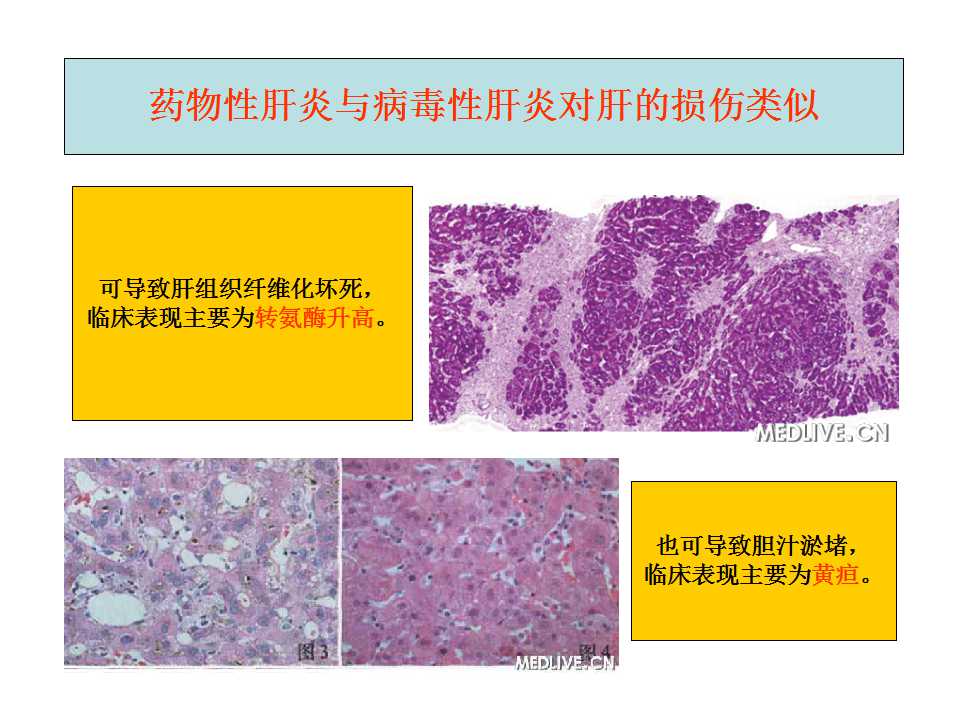 药物性肝炎与病毒性肝炎对肝的损伤类似
可导致肝组织纤维化坏死，
临床表现主要为转氨酶升高。
MEDLIVE.CN
图3
图4
MEDLIVE.CN
也可导致胆汁淤堵，
临床表现主要为黄疸。